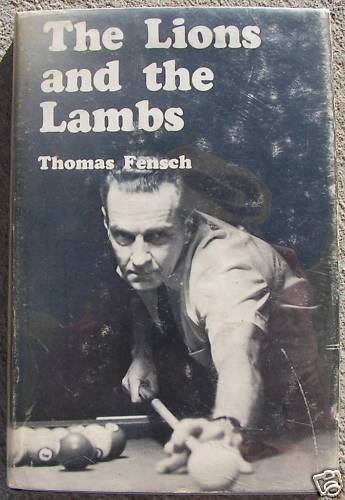 The Lions
and the
Lambs
Thomas Fensch